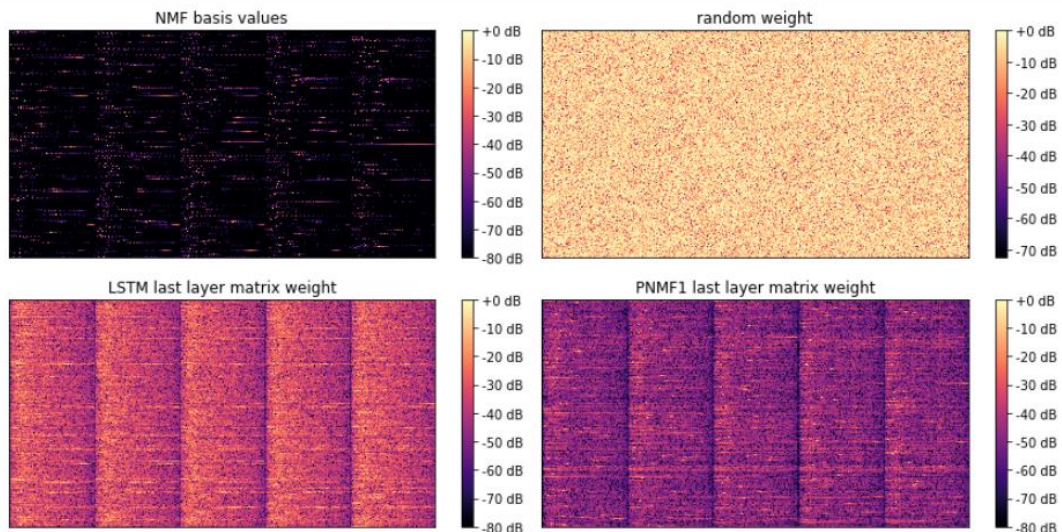 NMF basis values
+0 dB
-10 dB
-20 dB
-30 dB
-40 dB
-50 dB
-60 dB
-70 dB
-80 dB
random weight
+0 dB
-10 dB
-20 dB
-30 dB
-40 dB
-50 dB
-60 dB
-70 dB
LSTM last layer matrix weight
+0 dB
-10 dB
-20 dB
-30 dB
-40 dB
-50 dB
-60 dB
-70 dB
-80 dB
PNMF1 last layer matrix weight
+0 dB
-10 dB
-20 dB
-30 dB
-40 dB
-50 dB
-60 dB
-70 dB
-80 dB